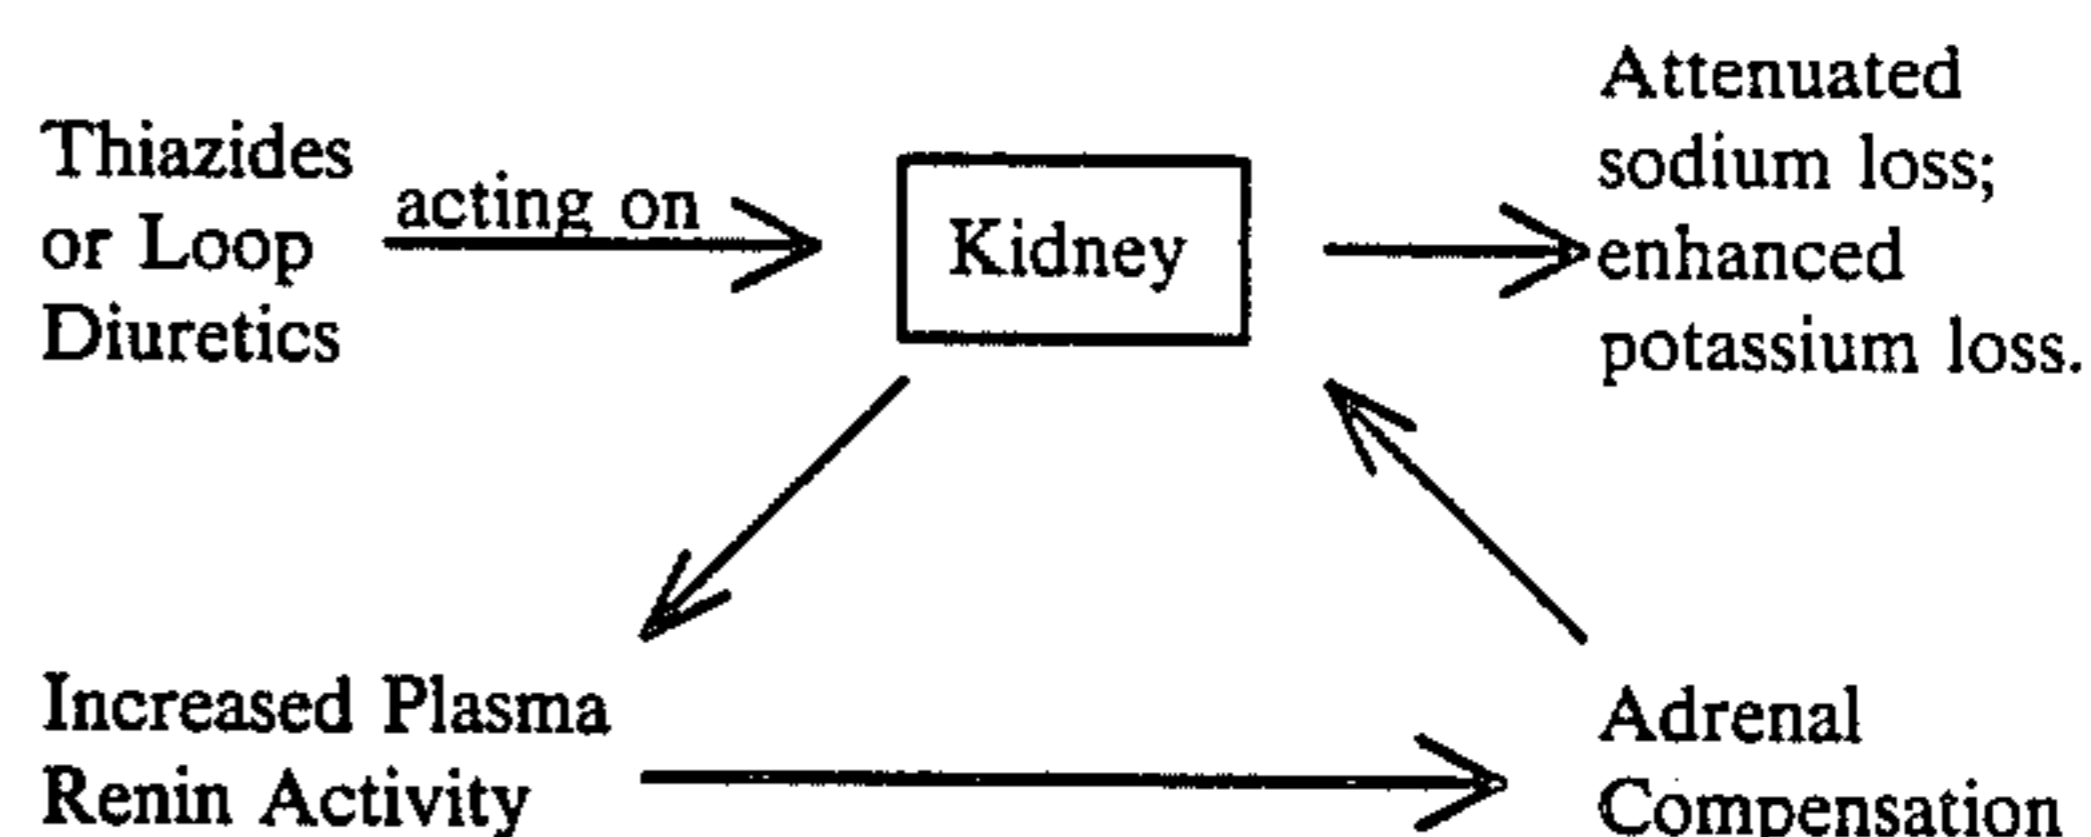 Thiazides
or Loop
Diuretics
acting on
Kidney
Attenuated
sodium loss;
enhanced
potassium loss.
Increased Plasma
Renin Activity
Adrenal
Compensation